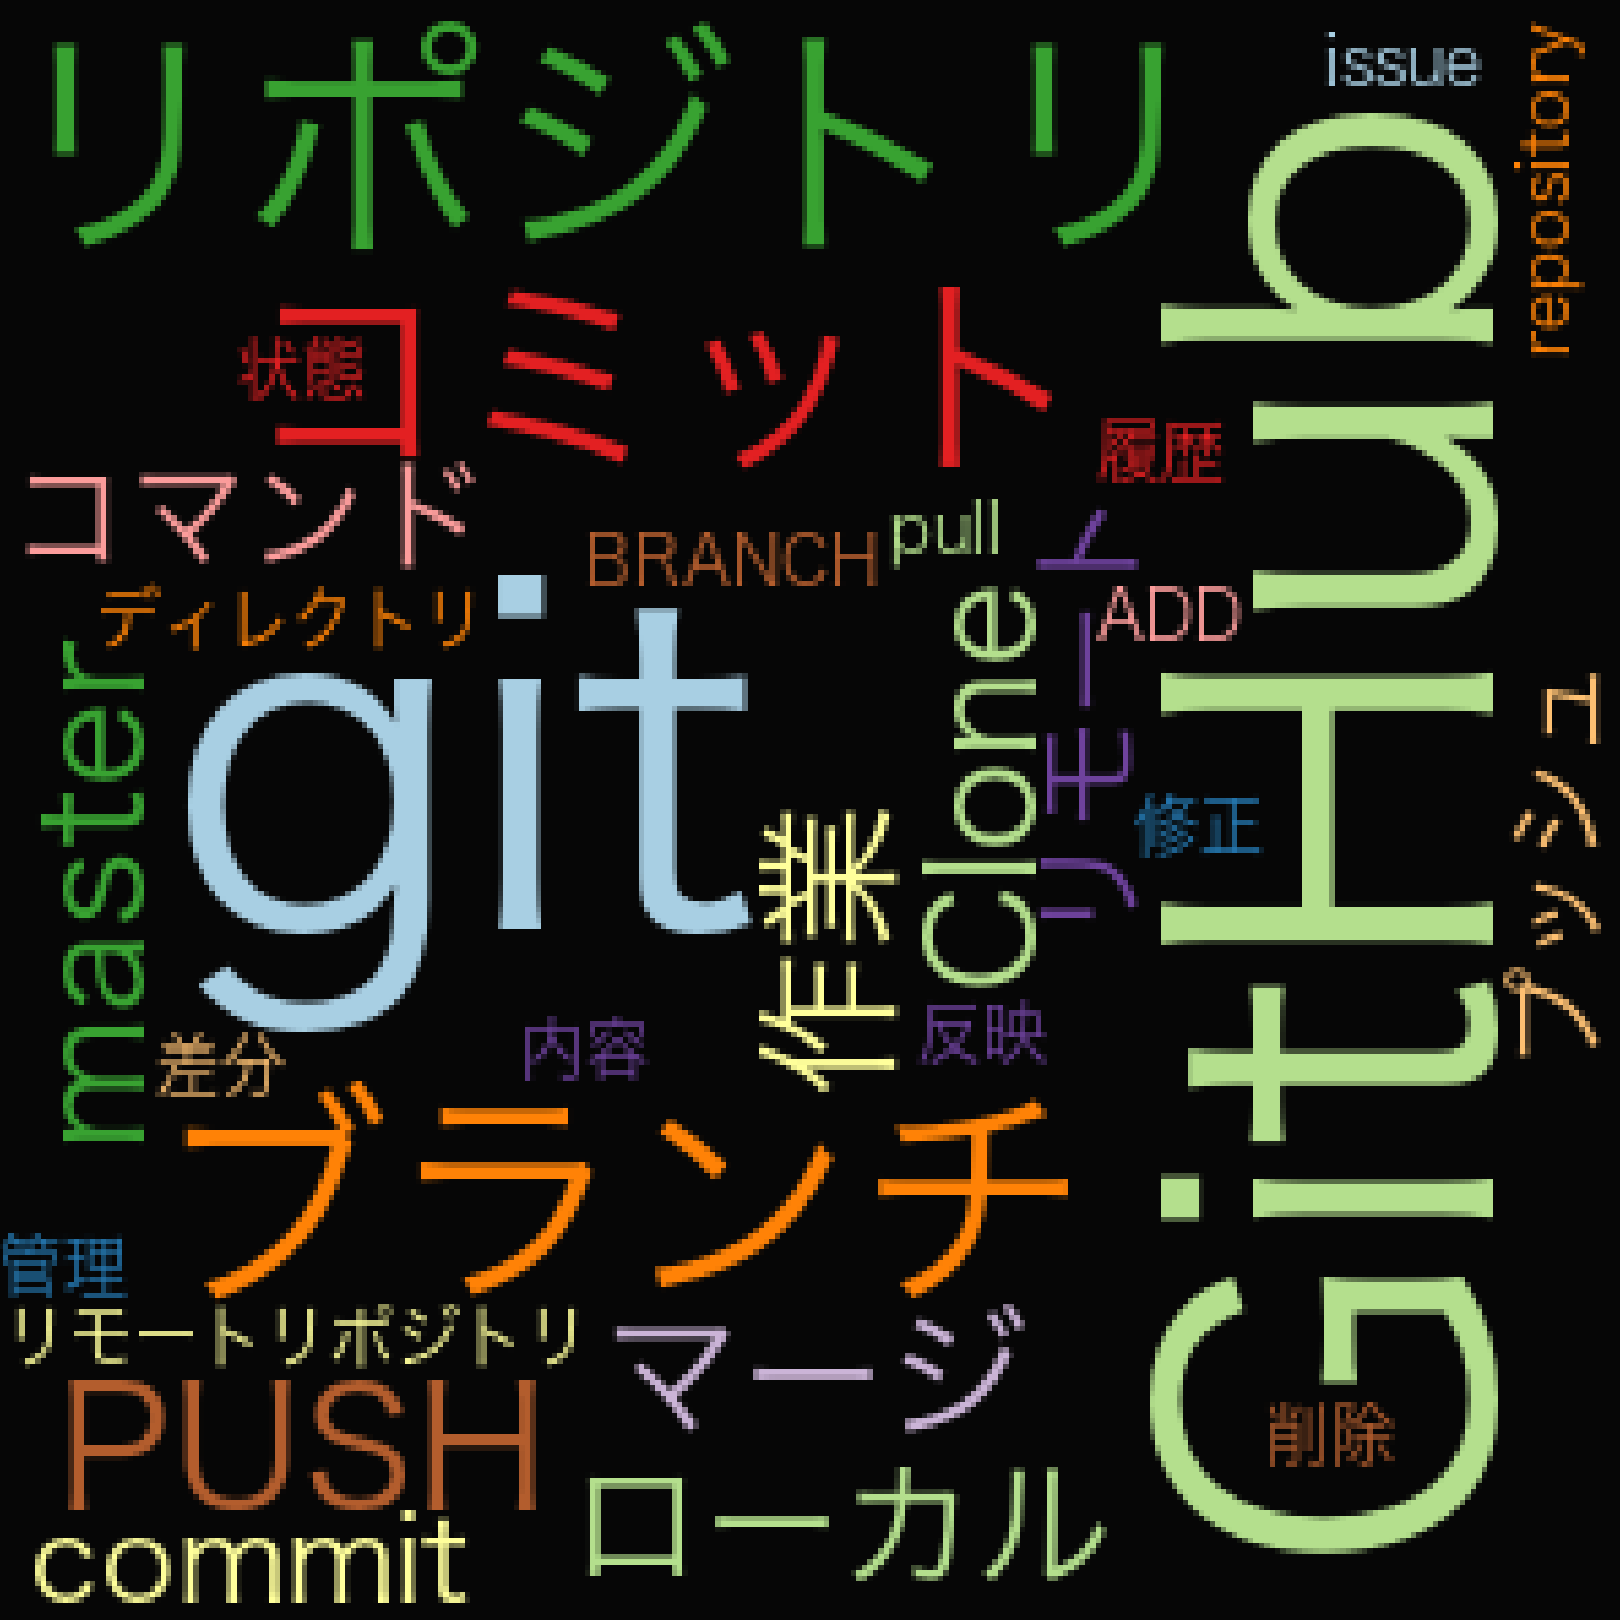 リポジトリ
issue
repository
コミット
状態
履歴
コマンド
pull
BRANCH
ディレクトリ
ADD
git
GitHub
master
Clone
リモート
修正
プッシュ
作業
差分
内容
反映
ブランチ
管理
リモートリポジトリ
マージ
PUSH
削除
ローカル
commit